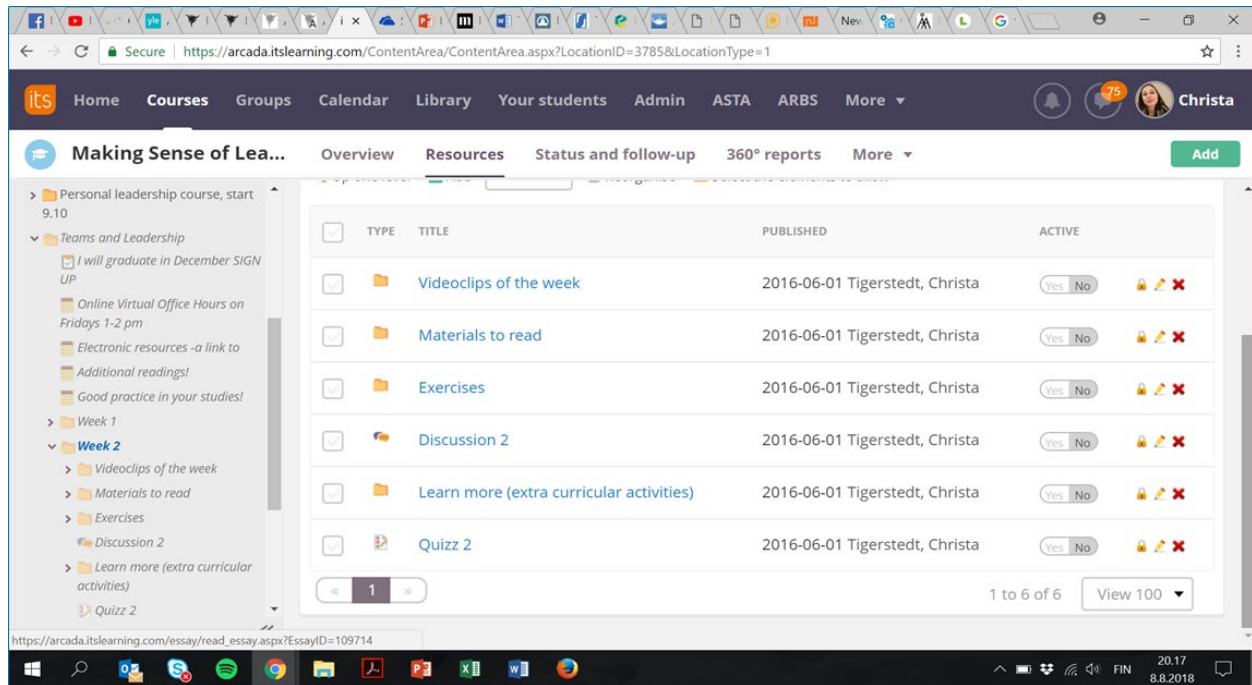 yle
New
L
G
Secure | https://arcada.itslearning.com/ContentArea/ContentArea.aspx?LocationID=3785&LocationType=1
its Home Courses Groups Calendar Library Your students Admin ASTA ARBS More 75 Christa
Making Sense of Lea... Overview Resources Status and follow-up 360° reports More Add
Personal leadership course, start
9.10
Teams and Leadership
I will graduate in December SIGN
UP
Online Virtual Office Hours on
Fridays 1-2 pm
Electronic resources -a link to
Additional readings!
Good practice in your studies!
Week 1
Week 2
Videoclips of the week
Materials to read
Exercises
Discussion 2
Learn more (extra curricular
activities)
Quizz 2
TYPE TITLE PUBLISHED ACTIVE
Videoclips of the week 2016-06-01 Tigerstedt, Christa Yes No
Materials to read 2016-06-01 Tigerstedt, Christa Yes No
Exercises 2016-06-01 Tigerstedt, Christa Yes No
Discussion 2 2016-06-01 Tigerstedt, Christa Yes No
Learn more (extra curricular activities) 2016-06-01 Tigerstedt, Christa Yes No
Quizz 2 2016-06-01 Tigerstedt, Christa Yes No
« 1 » 1 to 6 of 6 View 100
https://arcada.itslearning.com/essay/read_essay.aspx?EssayID=109714
FIN 20.17
8.8.2018